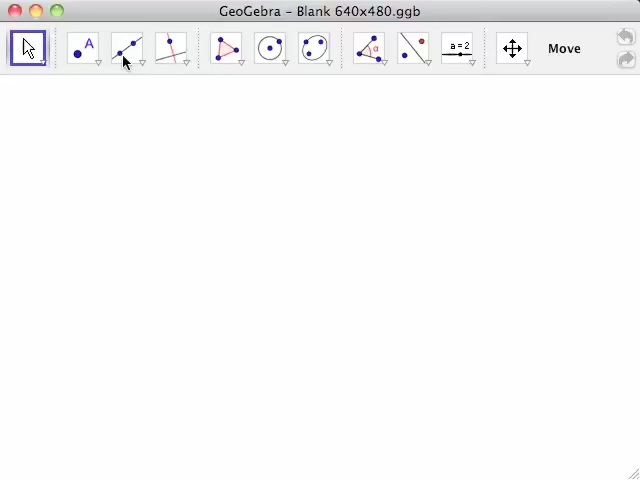 GeoGebra - Blank 640x480.ggb
A
α
a = 2
Move